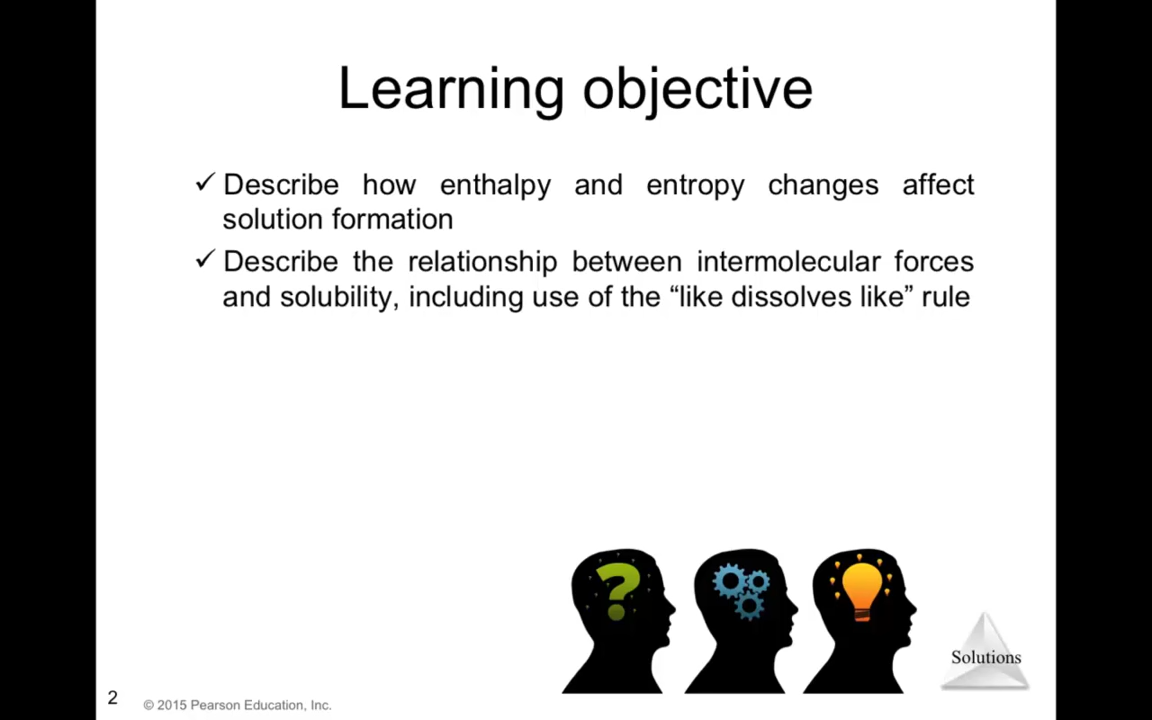 Learning objective
✓ Describe how enthalpy and entropy changes affect
solution formation
✓ Describe the relationship between intermolecular forces
and solubility, including use of the “like dissolves like” rule
?
Solutions
2
© 2015 Pearson Education, Inc.